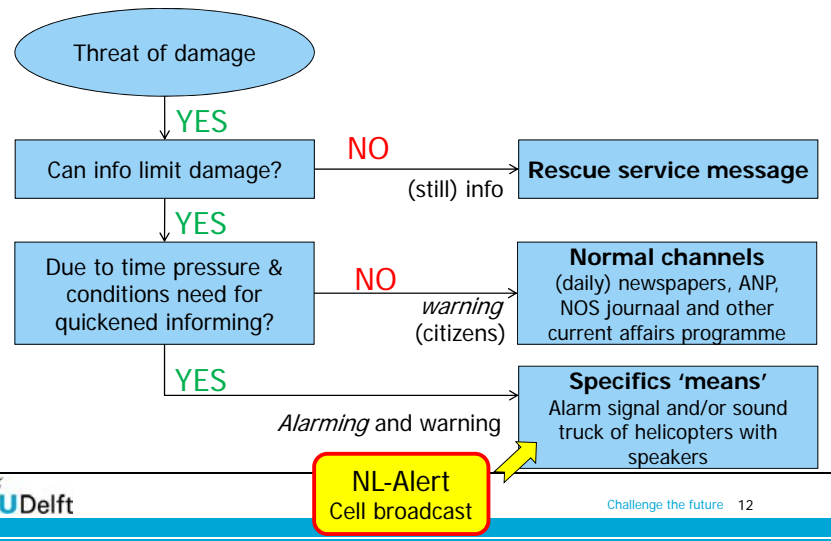 Threat of damage
YES
Can info limit damage?
NO
(still) info
Rescue service message
YES
Due to time pressure &
conditions need for
quickened informing?
NO
warning
(citizens)
Normal channels
(daily) newspapers, ANP,
NOS journaal and other
current affairs programme
YES
Alarming and warning
Specifics ‘means’
Alarm signal and/or sound
truck of helicopters with
speakers
NL-Alert
Cell broadcast
UDelft
Challenge the future 12